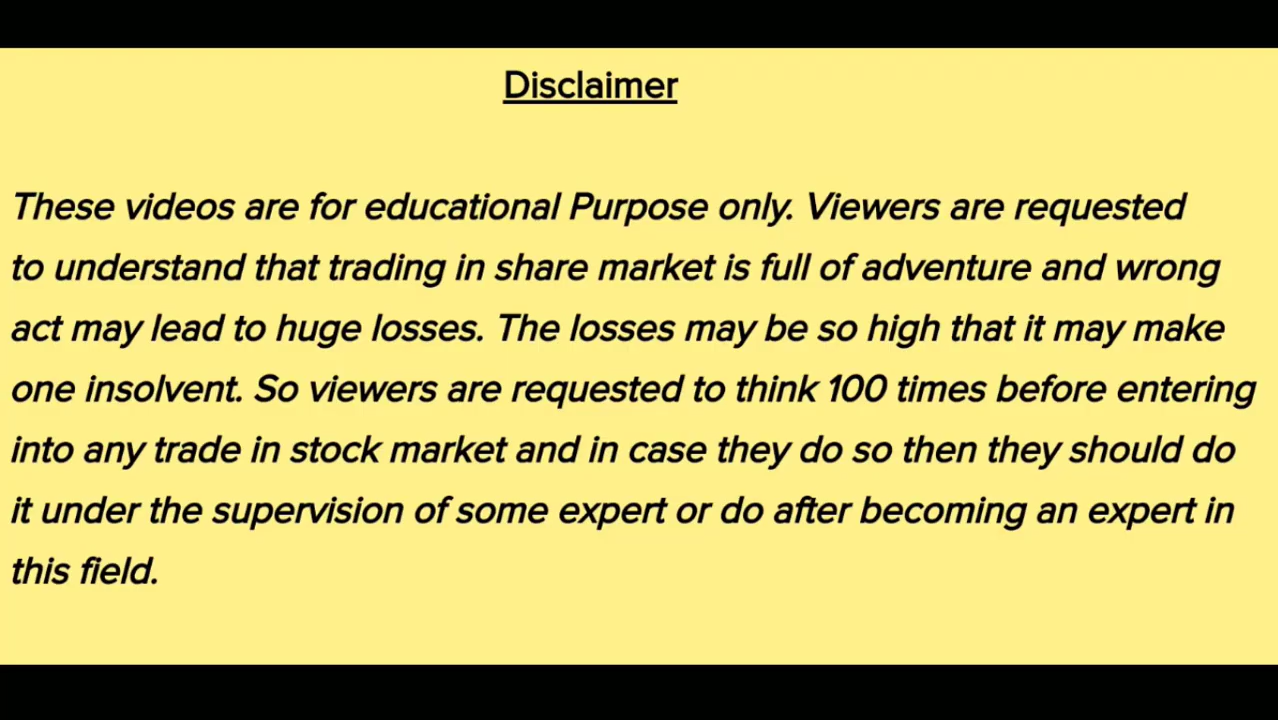 Disclaimer
These videos are for educational Purpose only. Viewers are requested
to understand that trading in share market is full of adventure and wrong
act may lead to huge losses. The losses may be so high that it may make
one insolvent. So viewers are requested to think 100 times before entering
into any trade in stock market and in case they do so then they should do
it under the supervision of some expert or do after becoming an expert in
this field.